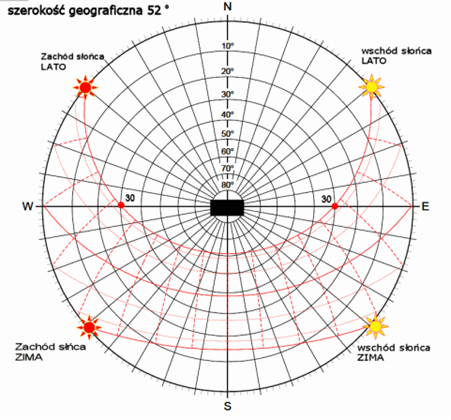 szerokość geograficzna 52 °
N
Zachód słońca
LATO
wschód słońca
LATO
10°
20°
30°
40°
50°
60°
70°
80°
30
30
W
E
Zachód słńca
ZIMA
wschód słońca
ZIMA
S